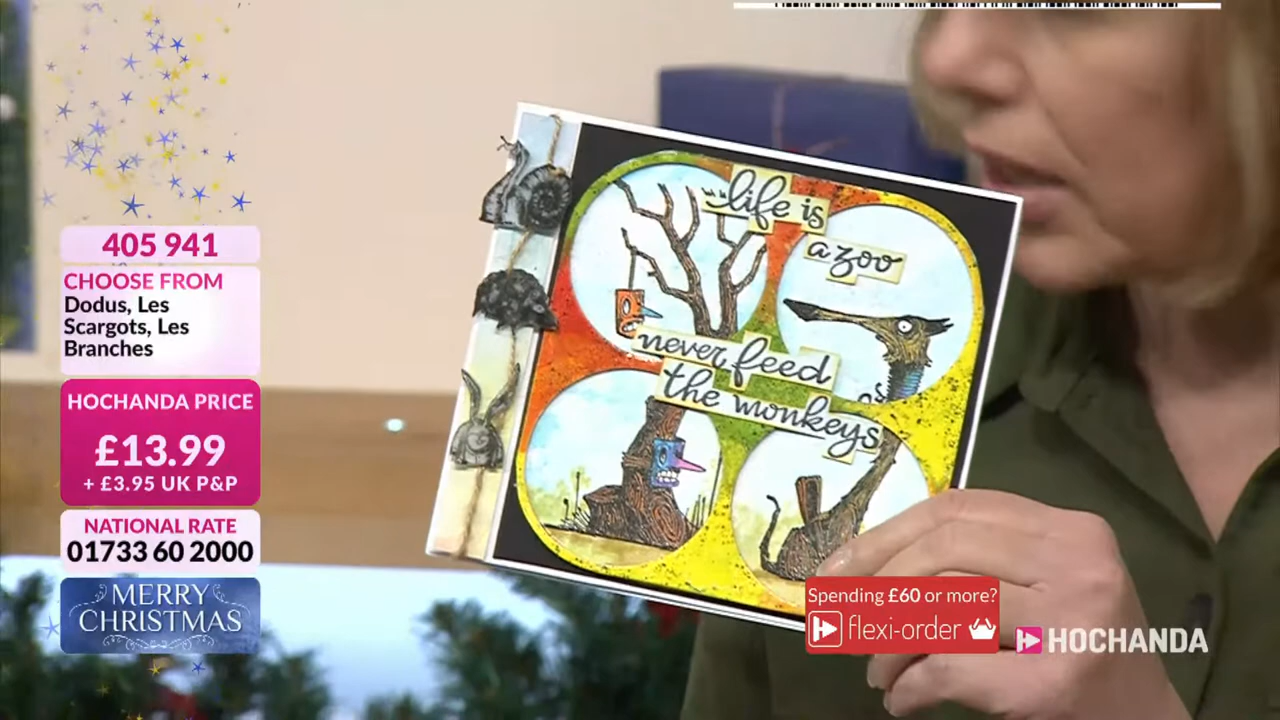 405 941
CHOOSE FROM
Dodus, Les
Scargots, Les
Branches
HOCHANDA PRICE
£13.99
+ £3.95 UK P&P
NATIONAL RATE
01733 60 2000
MERRY
CHRISTMAS
life is
a zoo
never feed
the monkeys
Spending £60 or more?
flexi-order
HOCHANDA